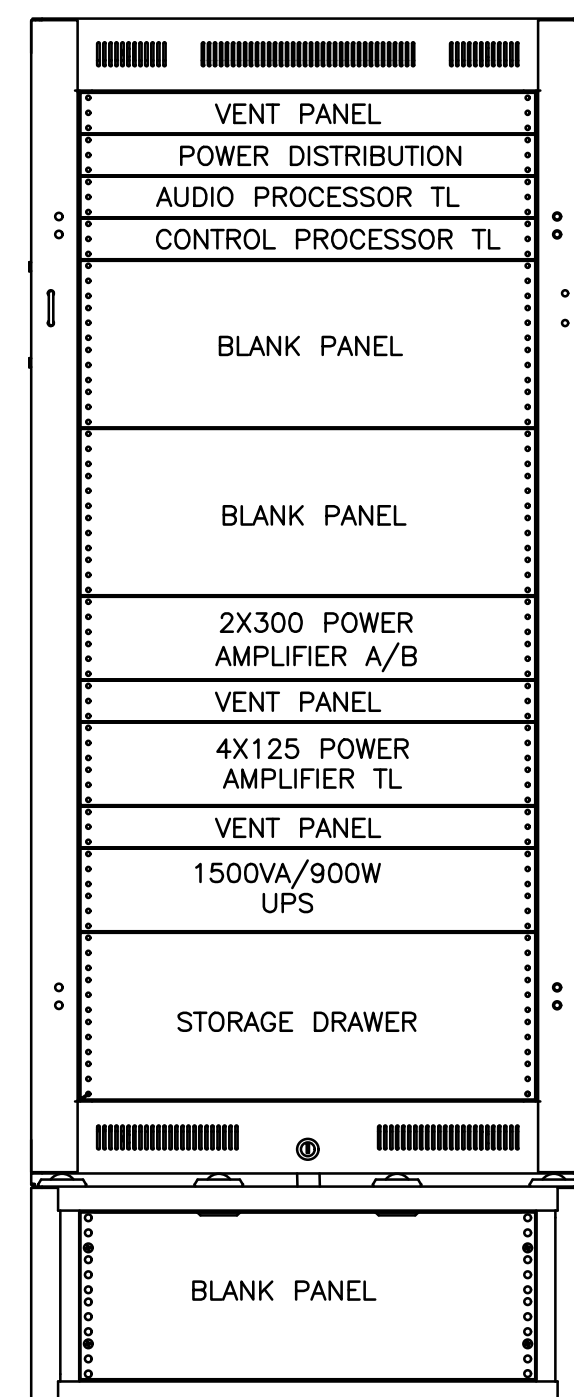 VENT PANEL
POWER DISTRIBUTION
AUDIO PROCESSOR TL
CONTROL PROCESSOR TL
BLANK PANEL
BLANK PANEL
2X300 POWER
AMPLIFIER A/B
VENT PANEL
4X125 POWER
AMPLIFIER TL
VENT PANEL
1500VA/900W
UPS
STORAGE DRAWER
BLANK PANEL